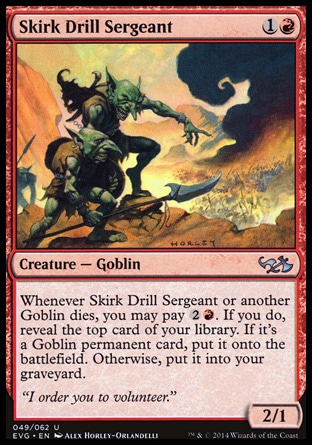 Skirk Drill Sergeant 1
HORLEY
Creature — Goblin
Whenever Skirk Drill Sergeant or another
Goblin dies, you may pay 2 . If you do,
reveal the top card of your library. If it's
a Goblin permanent card, put it onto the
battlefield. Otherwise, put it into your
graveyard.
"I order you to volunteer."
2/1
049/062 U
EVG • EN Alex Horley-Orlandelli
™ & © 2014 Wizards of the Coast